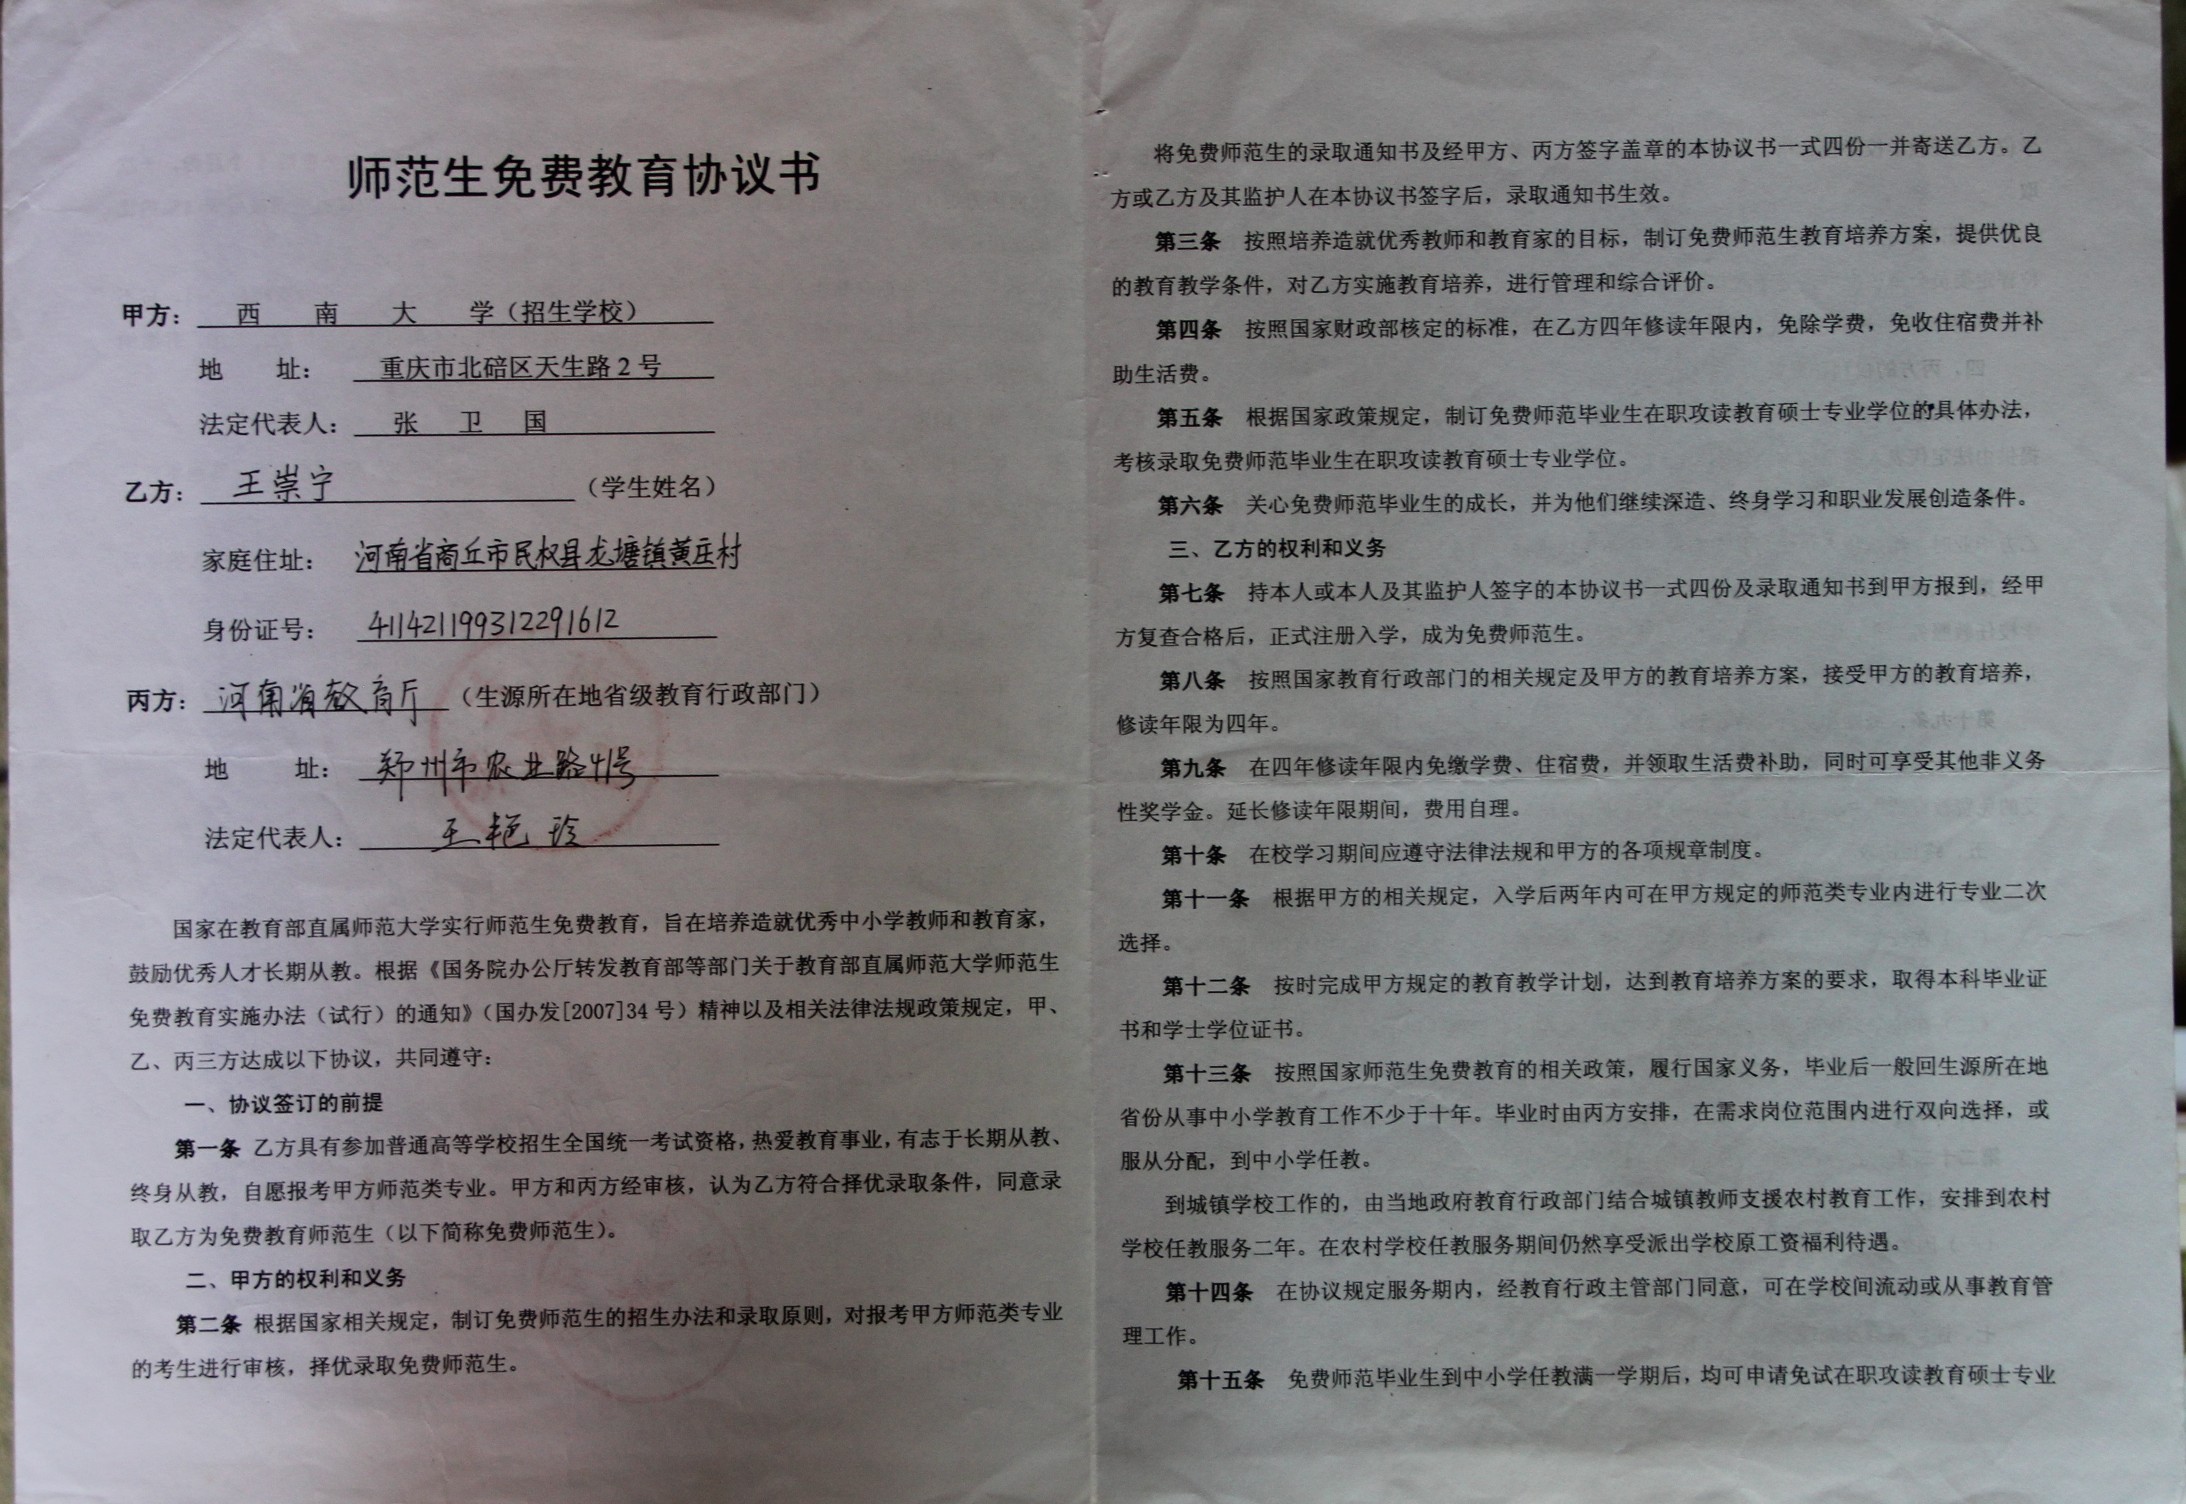 师范生免费教育协议书
甲方： 西 南 大 学（招生学校）
地 址： 重庆市北碚区天生路2号
法定代表人： 张 卫 国
乙方： 王崇宁 （学生姓名）
家庭住址： 河南省商丘市民权县龙塘镇黄庄村
身份证号： 411421199312291612
丙方： 河南省教育厅 （生源所在地省级教育行政部门）
地 址： 郑州市农业路41号
法定代表人： 王艳玲
国家在教育部直属师范大学实行师范生免费教育，旨在培养造就优秀中小学教师和教育家，
鼓励优秀人才长期从教。根据《国务院办公厅转发教育部等部门关于教育部直属师范大学师范生
免费教育实施办法（试行）的通知》（国办发[2007]34号）精神以及相关法律法规政策规定，甲、
乙、丙三方达成以下协议，共同遵守：
一、协议签订的前提
第一条 乙方具有参加普通高等学校招生全国统一考试资格，热爱教育事业，有志于长期从教、
终身从教，自愿报考甲方师范类专业。甲方和丙方经审核，认为乙方符合择优录取条件，同意录
取乙方为免费教育师范生（以下简称免费师范生）。
二、甲方的权利和义务
第二条 根据国家相关规定，制订免费师范生的招生办法和录取原则，对报考甲方师范类专业
的考生进行审核，择优录取免费师范生。
将免费师范生的录取通知书及经甲方、丙方签字盖章的本协议书一式四份一并寄送乙方。乙
方或乙方及其监护人在本协议书签字后，录取通知书生效。
第三条 按照培养造就优秀教师和教育家的目标，制订免费师范生教育培养方案，提供优良
的教育教学条件，对乙方实施教育培养，进行管理和综合评价。
第四条 按照国家财政部核定的标准，在乙方四年修读年限内，免除学费，免收住宿费并补
助生活费。
第五条 根据国家政策规定，制订免费师范毕业生在职攻读教育硕士专业学位的具体办法，
考核录取免费师范毕业生在职攻读教育硕士专业学位。
第六条 关心免费师范毕业生的成长，并为他们继续深造、终身学习和职业发展创造条件。
三、乙方的权利和义务
第七条 持本人或本人及其监护人签字的本协议书一式四份及录取通知书到甲方报到，经甲
方复查合格后，正式注册入学，成为免费师范生。
第八条 按照国家教育行政部门的相关规定及甲方的教育培养方案，接受甲方的教育培养，
修读年限为四年。
第九条 在四年修读年限内免缴学费、住宿费，并领取生活费补助，同时可享受其他非义务
性奖学金。延长修读年限期间，费用自理。
第十条 在校学习期间应遵守法律法规和甲方的各项规章制度。
第十一条 根据甲方的相关规定，入学后两年内可在甲方规定的师范类专业内进行专业二次
选择。
第十二条 按时完成甲方规定的教育教学计划，达到教育培养方案的要求，取得本科毕业证
书和学士学位证书。
第十三条 按照国家师范生免费教育的相关政策，履行国家义务，毕业后一般回生源所在地
省份从事中小学教育工作不少于十年。毕业时由丙方安排，在需求岗位范围内进行双向选择，或
服从分配，到中小学任教。
到城镇学校工作的，由当地政府教育行政部门结合城镇教师支援农村教育工作，安排到农村
学校任教服务二年。在农村学校任教服务期间仍然享受派出学校原工资福利待遇。
第十四条 在协议规定服务期内，经教育行政主管部门同意，可在学校间流动或从事教育管
理工作。
第十五条 免费师范毕业生到中小学任教满一学期后，均可申请免试在职攻读教育硕士专业